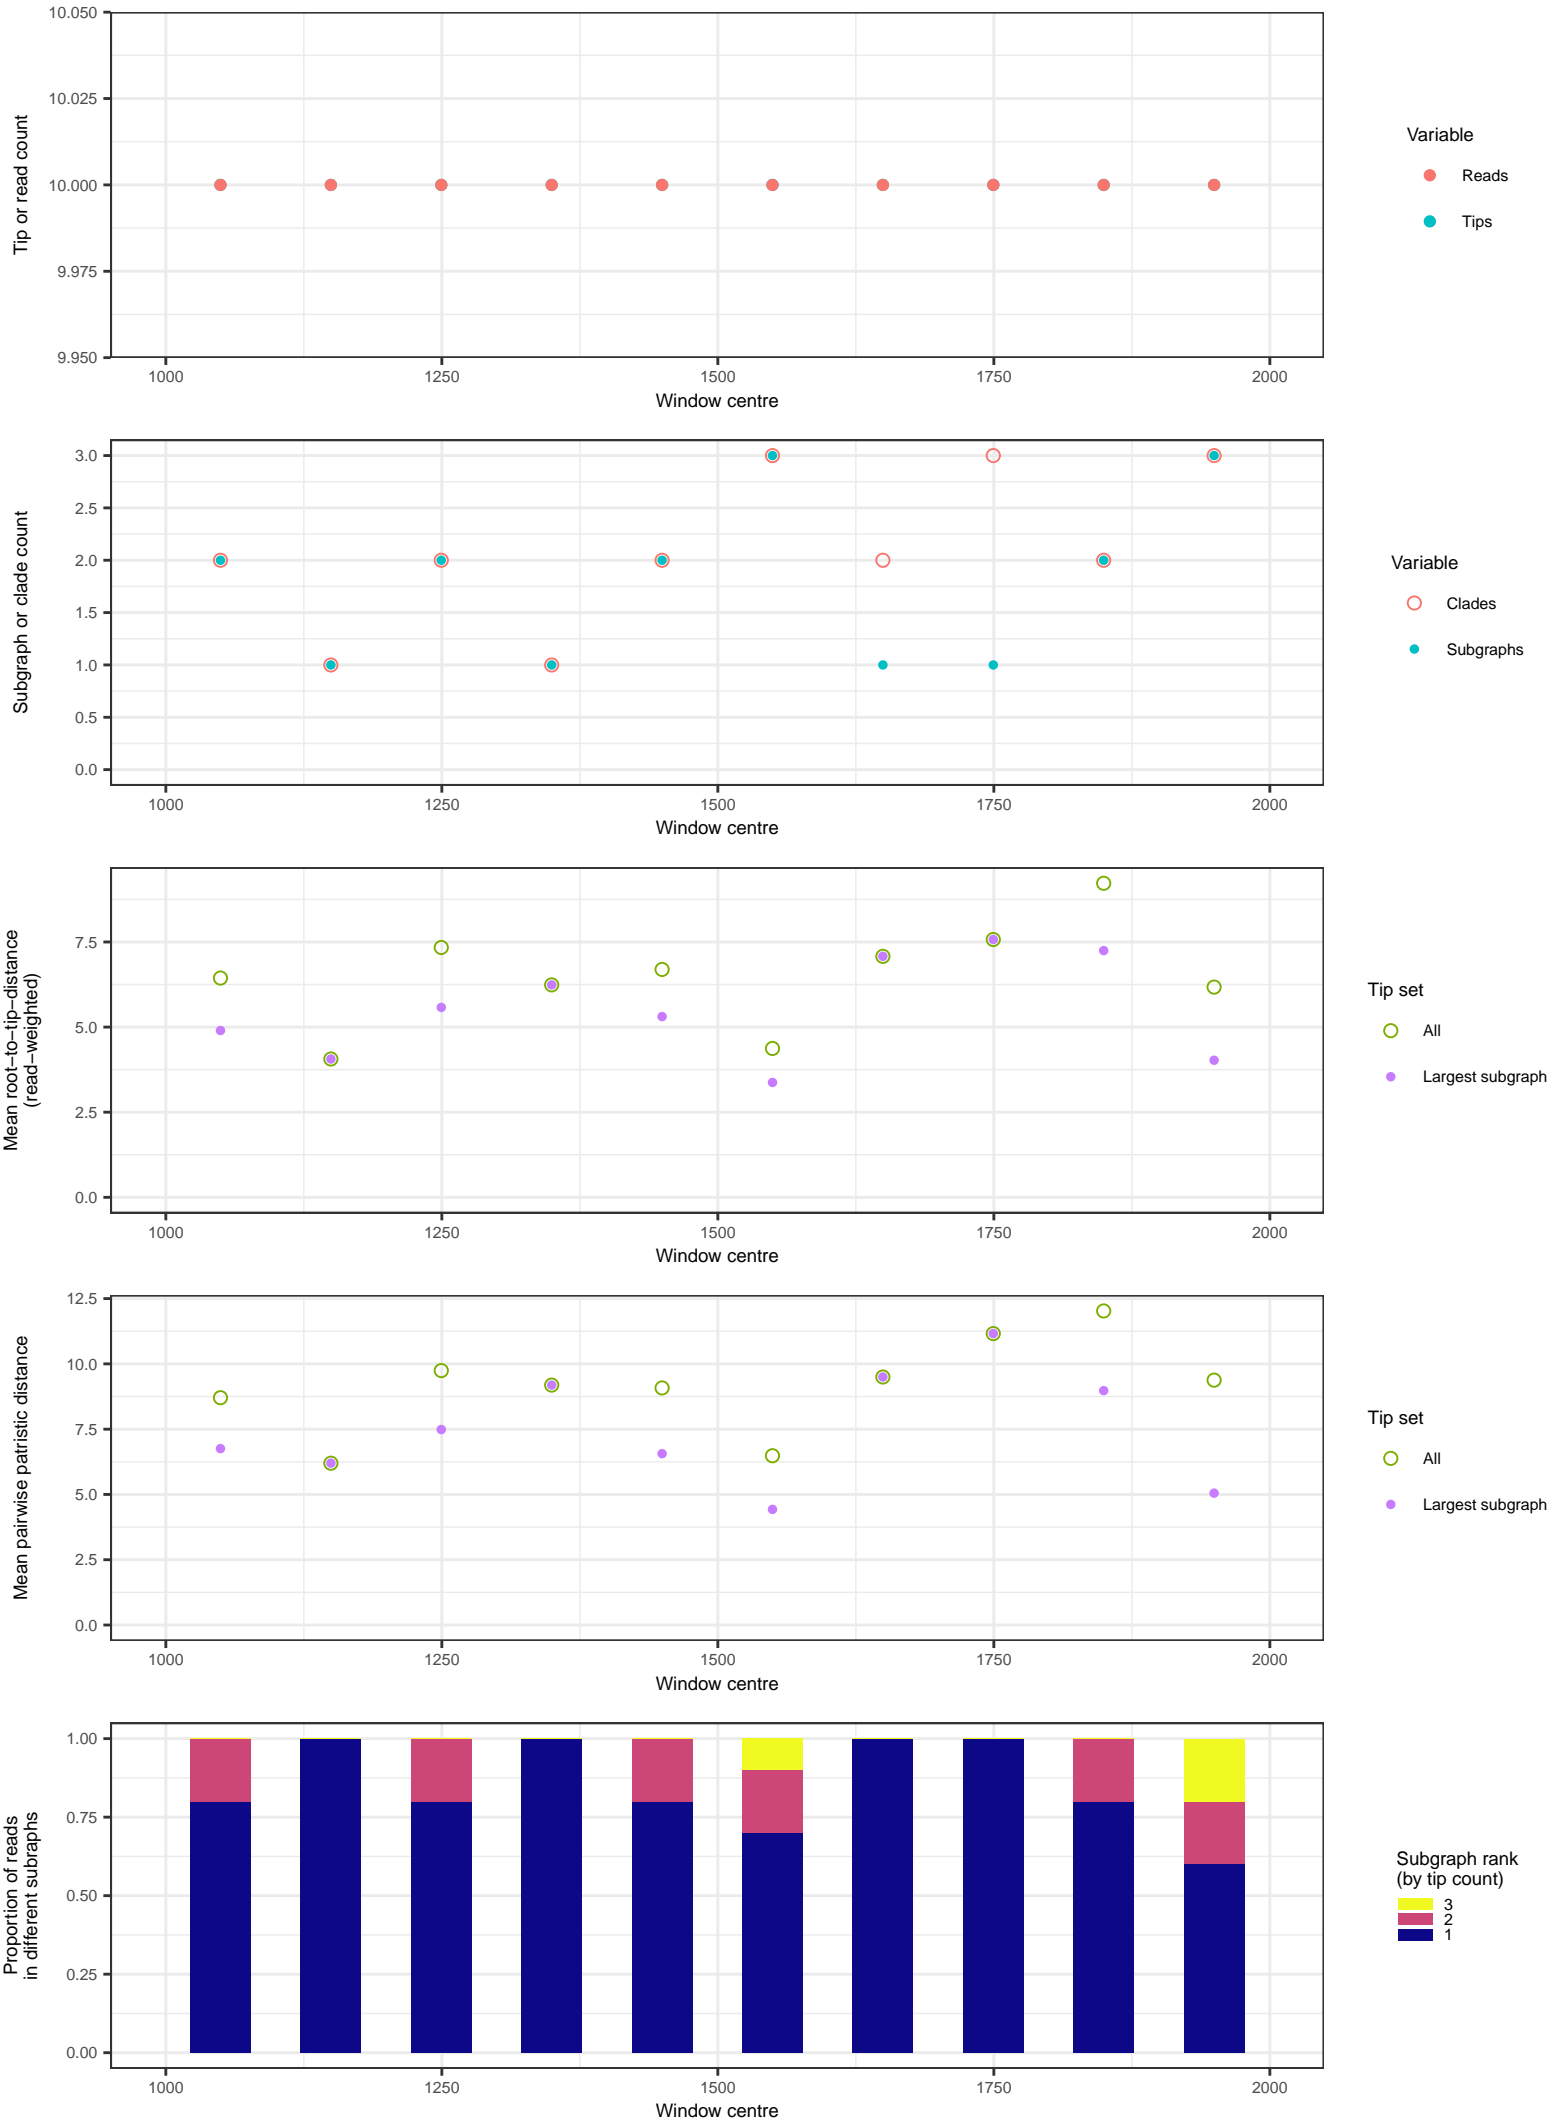 10.050
10.025
10.000
9.975
9.950
Tip or read count
1000 1250 1500 1750 2000
Window centre
Variable
Reads
Tips
3.0
2.5
2.0
1.5
1.0
0.5
0.0
Subgraph or clade count
1000 1250 1500 1750 2000
Window centre
Variable
Clades
Subgraphs
7.5
5.0
2.5
0.0
Mean root−to−tip−distance
(read−weighted)
1000 1250 1500 1750 2000
Window centre
Tip set
All
Largest subgraph
12.5
10.0
7.5
5.0
2.5
0.0
Mean pairwise patristic distance
1000 1250 1500 1750 2000
Window centre
Tip set
All
Largest subgraph
1.00
0.75
0.50
0.25
0.00
Proportion of reads
in different subraphs
1000 1250 1500 1750 2000
Window centre
Subgraph rank
(by tip count)
3
2
1